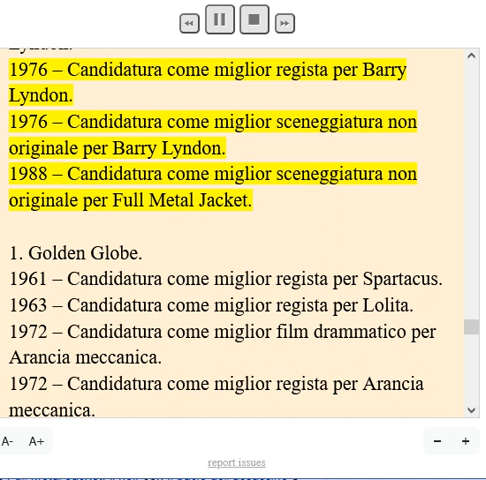 Lyndon.
1976 – Candidatura come miglior regista per Barry
Lyndon.
1976 – Candidatura come miglior sceneggiatura non
originale per Barry Lyndon.
1988 – Candidatura come miglior sceneggiatura non
originale per Full Metal Jacket.
1. Golden Globe.
1961 – Candidatura come miglior regista per Spartacus.
1963 – Candidatura come miglior regista per Lolita.
1972 – Candidatura come miglior film drammatico per
Arancia meccanica.
1972 – Candidatura come miglior regista per Arancia
meccanica.
A- A+ - +
report issues